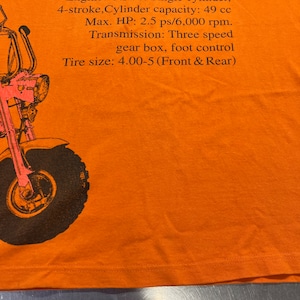 4-stroke,Cylinder capacity: 49 cc
Max. HP: 2.5 ps/6,000 rpm.
Transmission: Three speed
gear box, foot control
Tire size: 4.00-5 (Front & Rear)